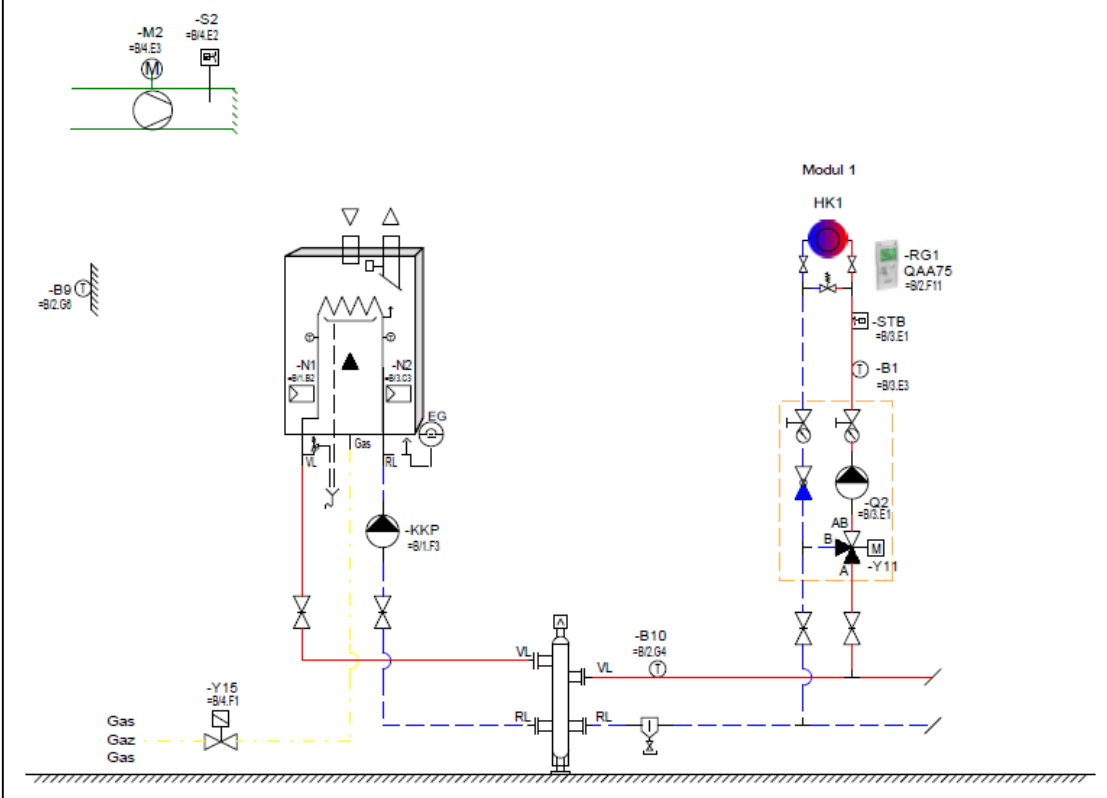 -S2
=B/4.E2
-M2
=B/4.E3
M
Modul 1
HK1
-RG1
QAA75
=B/2.F11
-B9
T
=B/2.G6
-STB
=B/3.E1
T
-B1
=B/3.E3
T
T
-N1
=B/1.B2
-N2
=B/3.C3
EG
G
Gas
VL
RL
-Q2
=B/3.E1
AB
B
M
-Y11
A
-KKP
=B/1.F3
A
-B10
=B/2.G4
T
VL
VL
RL
RL
-Y15
=B/4.F1
Gas
Gaz
Gas